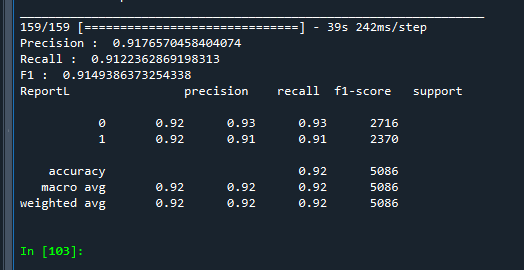 159/159 [==============================] - 39s 242ms/step
Precision :  0.9176570458404074
Recall :  0.9122362869198313
F1 :  0.9149386373254338
ReportL               precision    recall  f1-score   support
0       0.92      0.93      0.93      2716
1       0.92      0.91      0.91      2370
accuracy                           0.92      5086
macro avg       0.92      0.92      0.92      5086
weighted avg       0.92      0.92      0.92      5086
In [103]: